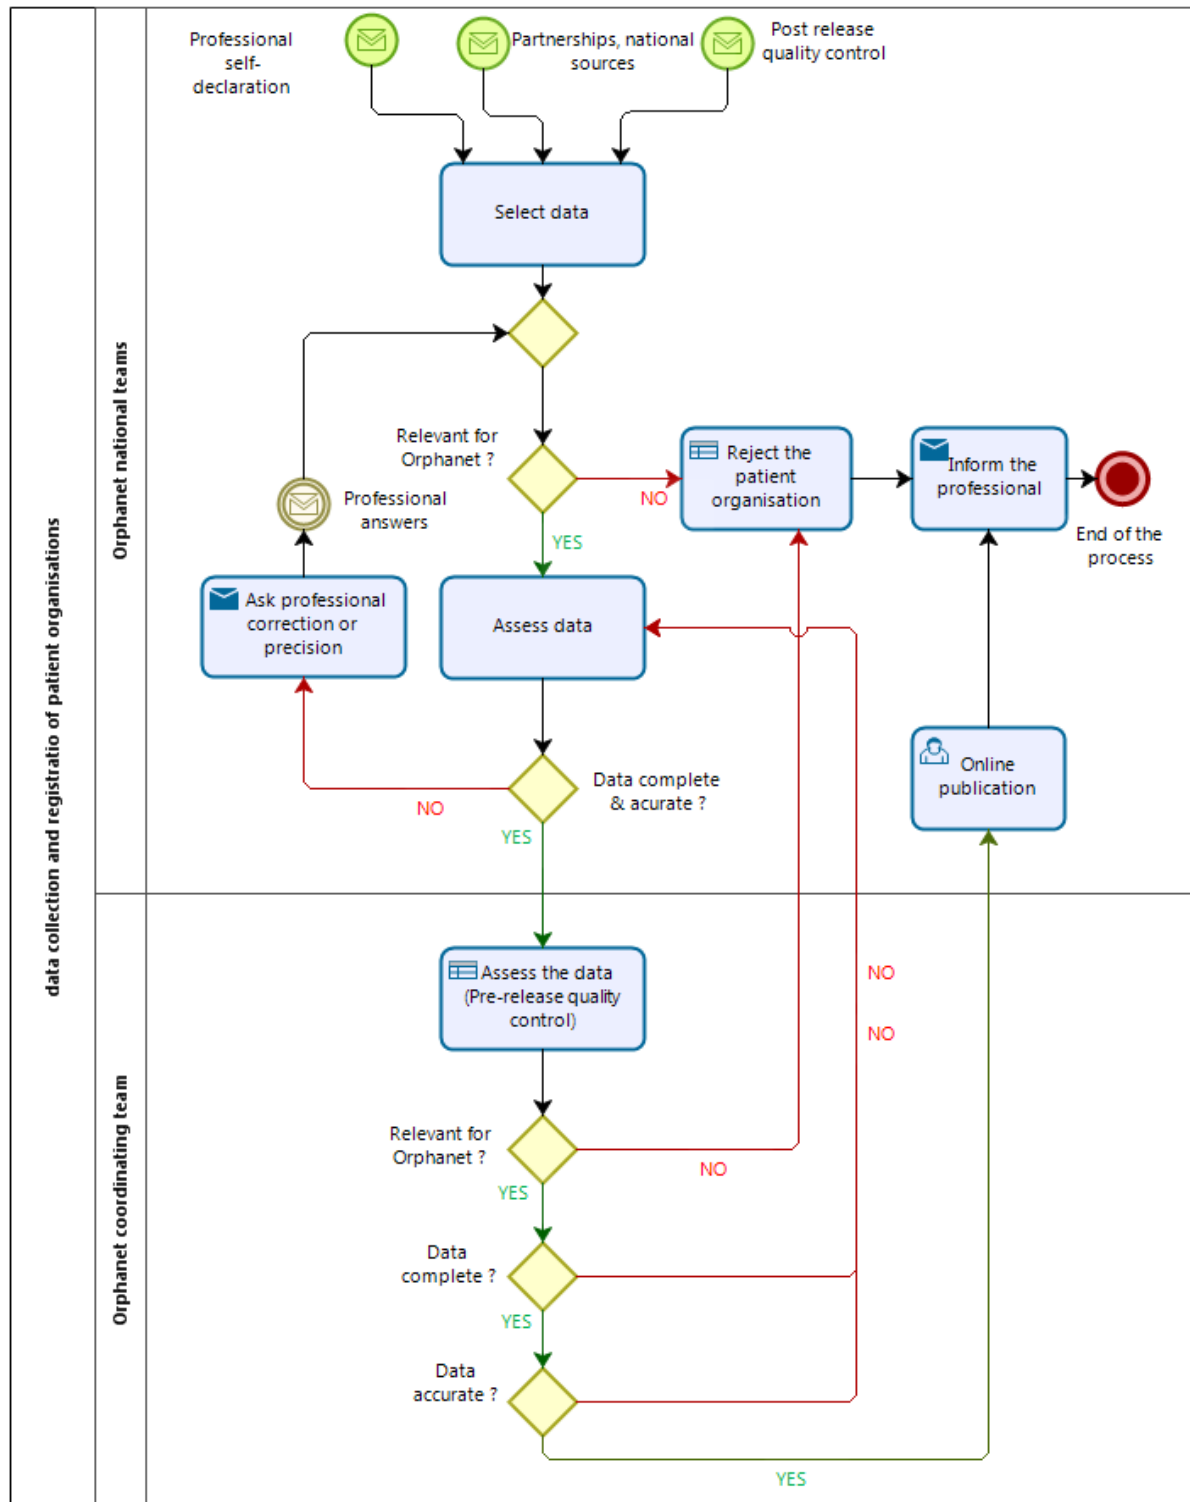 Professional
self-
declaration
Partnerships, national
sources
Post release
quality control
Select data
Relevant for
Orphanet ?
NO
YES
Reject the
patient
organisation
Inform the
professional
End of the
process
Professional
answers
Ask professional
correction or
precision
Assess data
Data complete
& acurate ?
NO
YES
Online
publication
Orphanet national teams
data collection and registratio of patient organisations
Assess the data
(Pre-release quality
control)
NO
NO
Relevant for
Orphanet ?
NO
YES
Data
complete ?
YES
Data
accurate ?
YES
Orphanet coordinating team